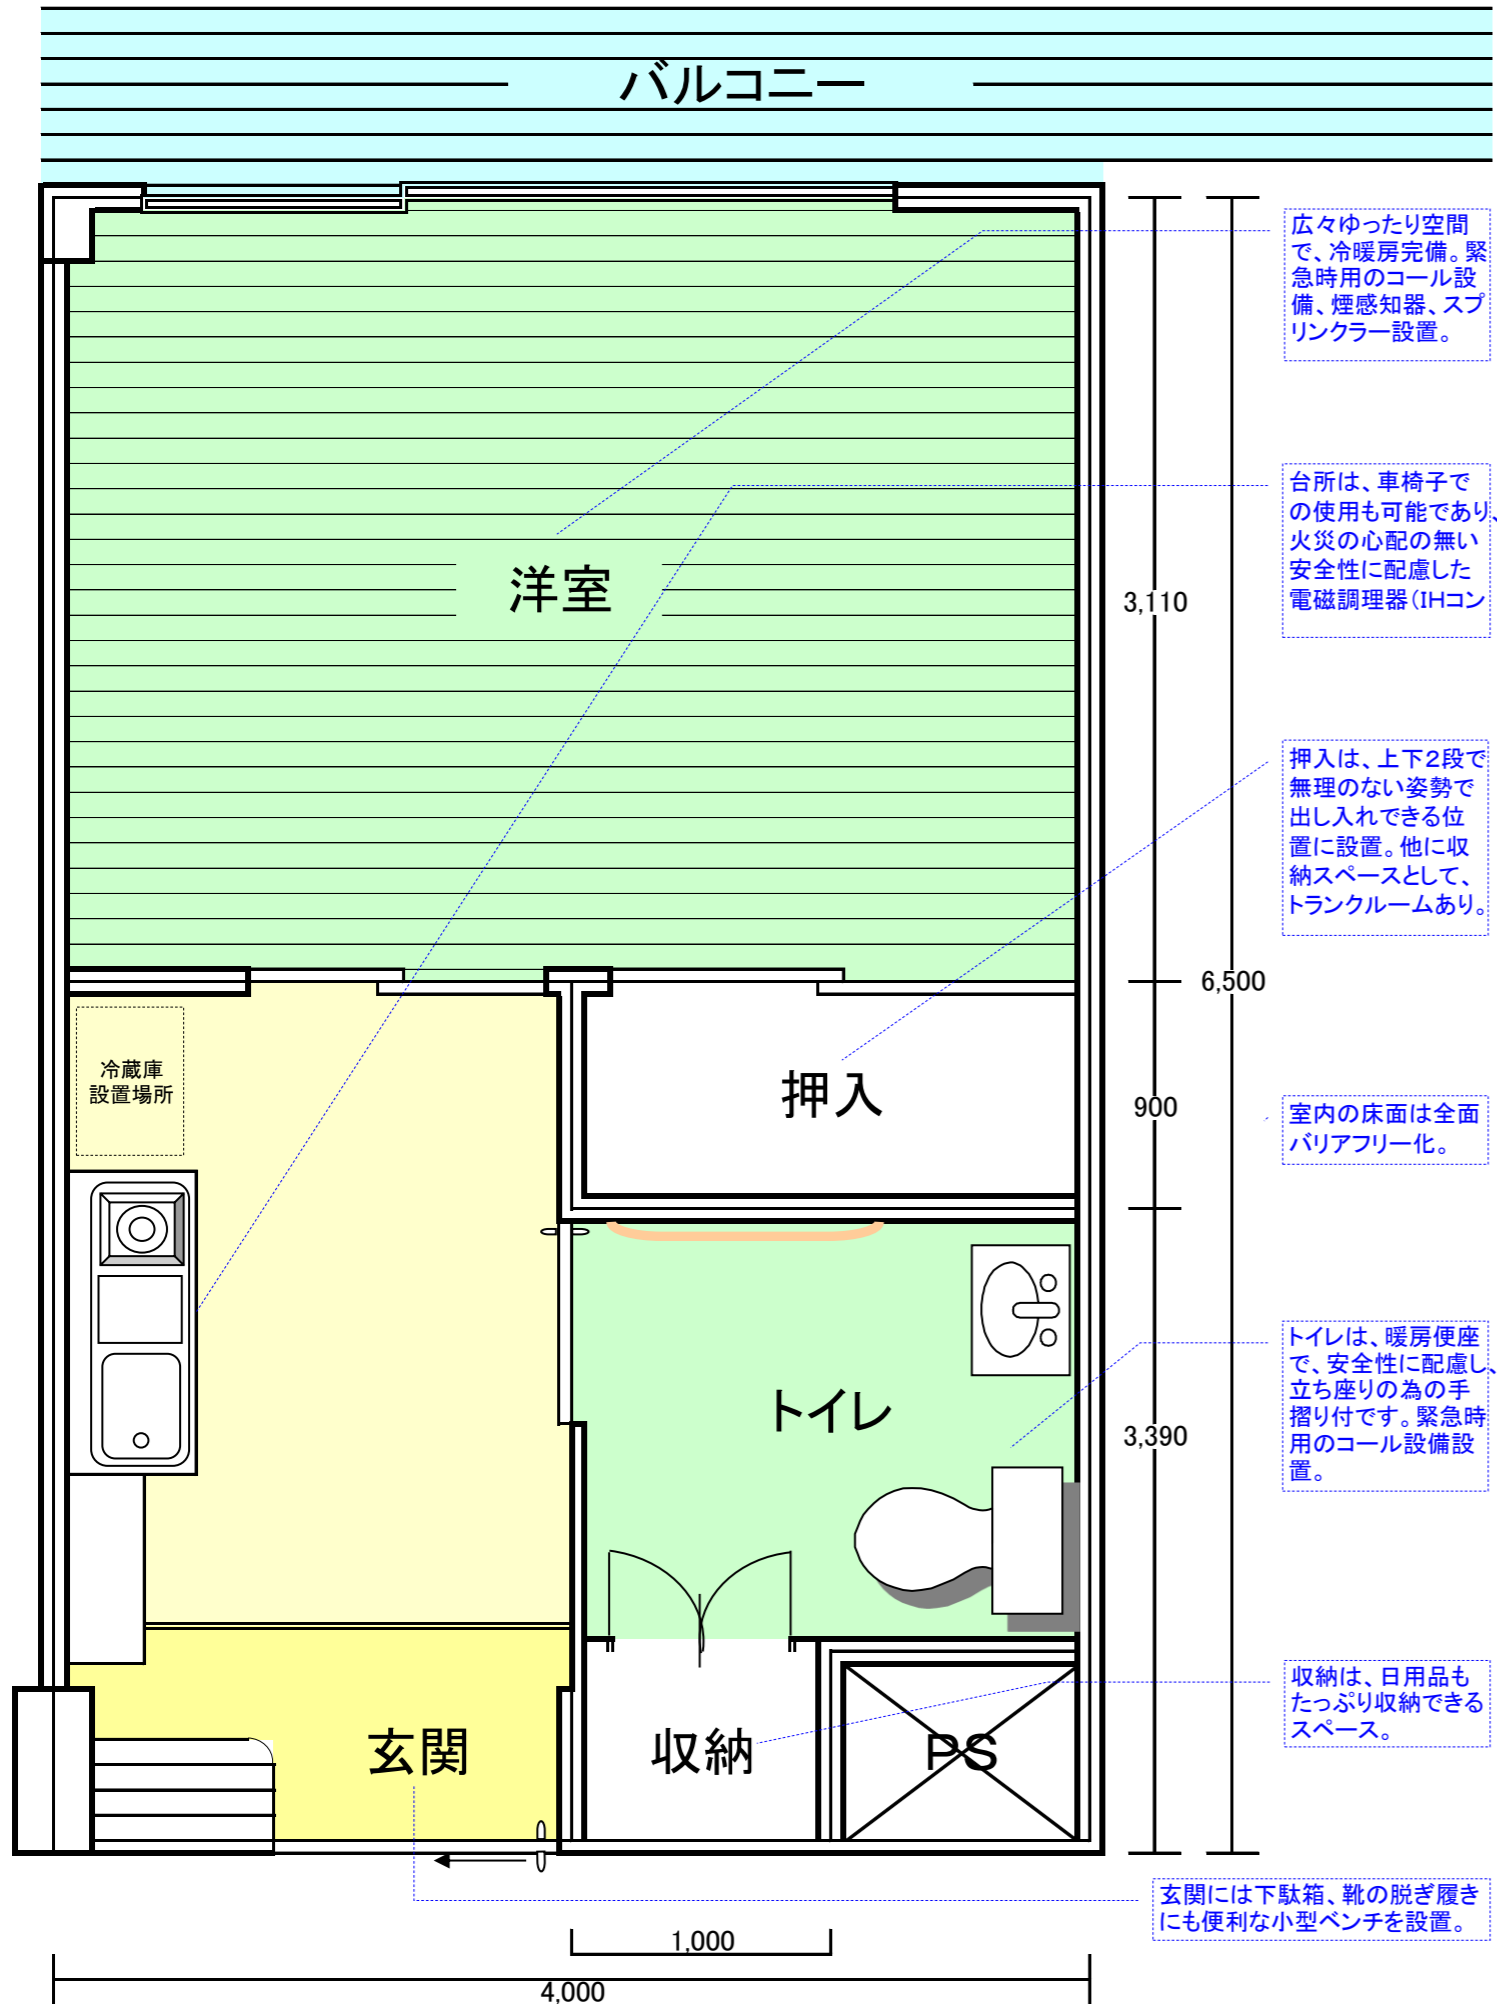 バルコニー
広々ゆったり空間
で、冷暖房完備。緊
急時用のコール設
備、煙感知器、スプ
リンクラー設置。
台所は、車椅子で
の使用も可能であり、
火災の心配の無い
安全性に配慮した
電磁調理器(IHコン
洋室
3,110
押入は、上下2段で
無理のない姿勢で
出し入れできる位
置に設置。他に収
納スペースとして、
トランクルームあり。
6,500
冷蔵庫
設置場所
押入
900
室内の床面は全面
バリアフリー化。
トイレ
3,390
トイレは、暖房便座
で、安全性に配慮し、
立ち座りの為の手
摺り付です。緊急時
用のコール設備設
置。
収納は、日用品も
たっぷり収納できる
スペース。
玄関
収納
PS
玄関には下駄箱、靴の脱ぎ履き
にも便利な小型ベンチを設置。
1,000
4,000